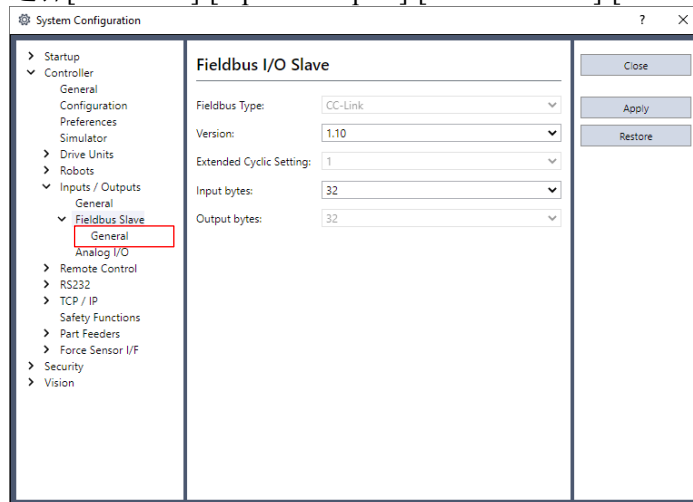 System Configuration
?
Startup
Controller
General
Configuration
Preferences
Simulator
Drive Units
Robots
Inputs / Outputs
General
Fieldbus Slave
General
Analog I/O
Remote Control
RS232
TCP / IP
Safety Functions
Part Feeders
Force Sensor I/F
Security
Vision
Fieldbus I/O Slave
Fieldbus Type: CC-Link
Version: 1.10
Extended Cyclic Setting: 1
Input bytes: 32
Output bytes: 32
Close
Apply
Restore